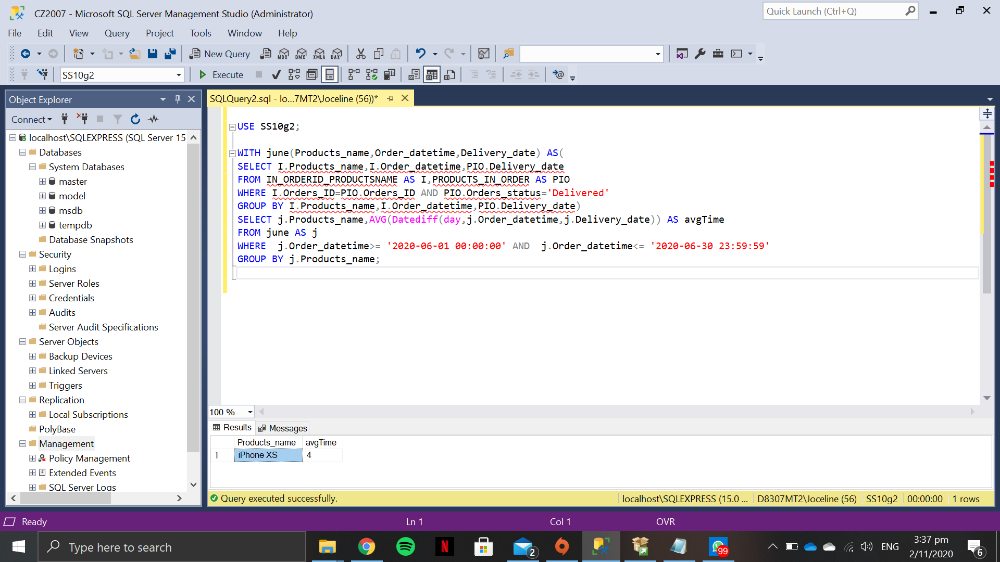 CZ2007 - Microsoft SQL Server Management Studio (Administrator)
Quick Launch (Ctrl+Q)
File Edit View Query Project Tools Window Help
New Query MDX DMX XMLA DAX
SS10g2 Execute
Object Explorer
SQLQuery2.sql - lo...7MT2\Joceline (56))*
Connect
localhost\SQLEXPRESS (SQL Server 15
Databases
System Databases
master
model
msdb
tempdb
Database Snapshots
Security
Logins
Server Roles
Credentials
Audits
Server Audit Specifications
Server Objects
Backup Devices
Linked Servers
Triggers
Replication
Local Subscriptions
PolyBase
Management
Policy Management
Extended Events
SQL Server Logs
USE SS10g2;
WITH june(Products_name,Order_datetime,Delivery_date) AS(
SELECT I.Products_name,I.Order_datetime,PIO.Delivery_date
FROM IN_ORDERID_PRODUCTSNAME AS I,PRODUCTS_IN_ORDER AS PIO
WHERE I.Orders_ID=PIO.Orders_ID AND PIO.Orders_status='Delivered'
GROUP BY I.Products_name,I.Order_datetime,PIO.Delivery_date)
SELECT j.Products_name,AVG(Datediff(day,j.Order_datetime,j.Delivery_date)) AS avgTime
FROM june AS j
WHERE  j.Order_datetime>= '2020-06-01 00:00:00' AND  j.Order_datetime<= '2020-06-30 23:59:59'
GROUP BY j.Products_name;
100 %
Results Messages
Products_name avgTime
1 iPhone XS 4
Query executed successfully.
localhost\SQLEXPRESS (15.0 ... D8307MT2\Joceline (56) SS10g2 00:00:00 1 rows
Ready Ln 1 Col 1 OVR
Type here to search
N
2
99
ENG
3:37 pm
2/11/2020
6